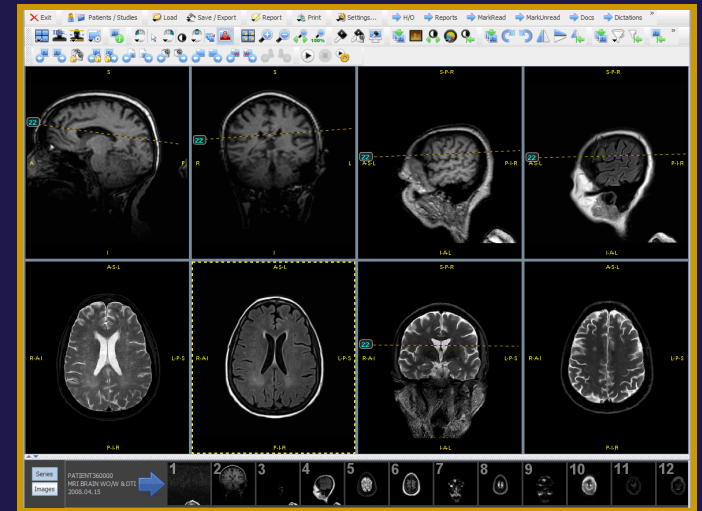 Exit Patients / Studies Load Save / Export Report Print Settings... H/O Reports MarkRead MarkUnread Docs Dictations »
100% »
S S S-P-R S-P-R
22 22 22 22
A P R L A-S-L P-I-R A-S-L P-I-R
I I I-A-L I-A-L
A-S-L A-S-L S-P-R A-S-L
22
R-A-I L-P-S R-A-I L-P-S R-A-I L-P-S R-A-I L-P-S
P-I-R P-I-R I-A-L P-I-R
1 2 3 4 5 6 7 8 9 10 11 12
Series
Images
PATIENT360000
MRI BRAIN WO/W & DTI
2008.04.15